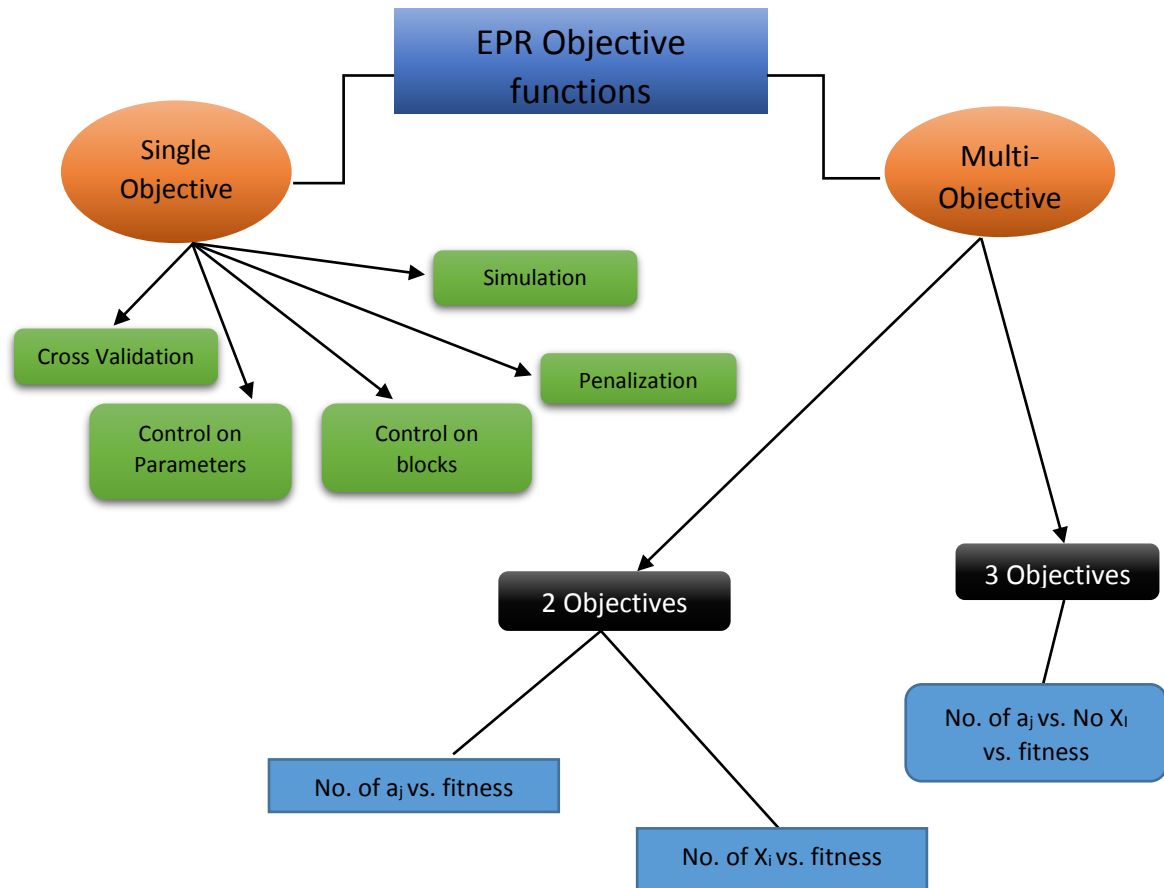 EPR Objective
functions
Single
Objective
Multi-
Obiective
Simulation
Cross Validation
Penalization
Control on
Parameters
Control on
blocks
3 Objectives
2 Objectives
No. of aⱼ vs. No Xₗ
vs. fitness
No. of aⱼ vs. fitness
No. of Xᵢ vs. fitness